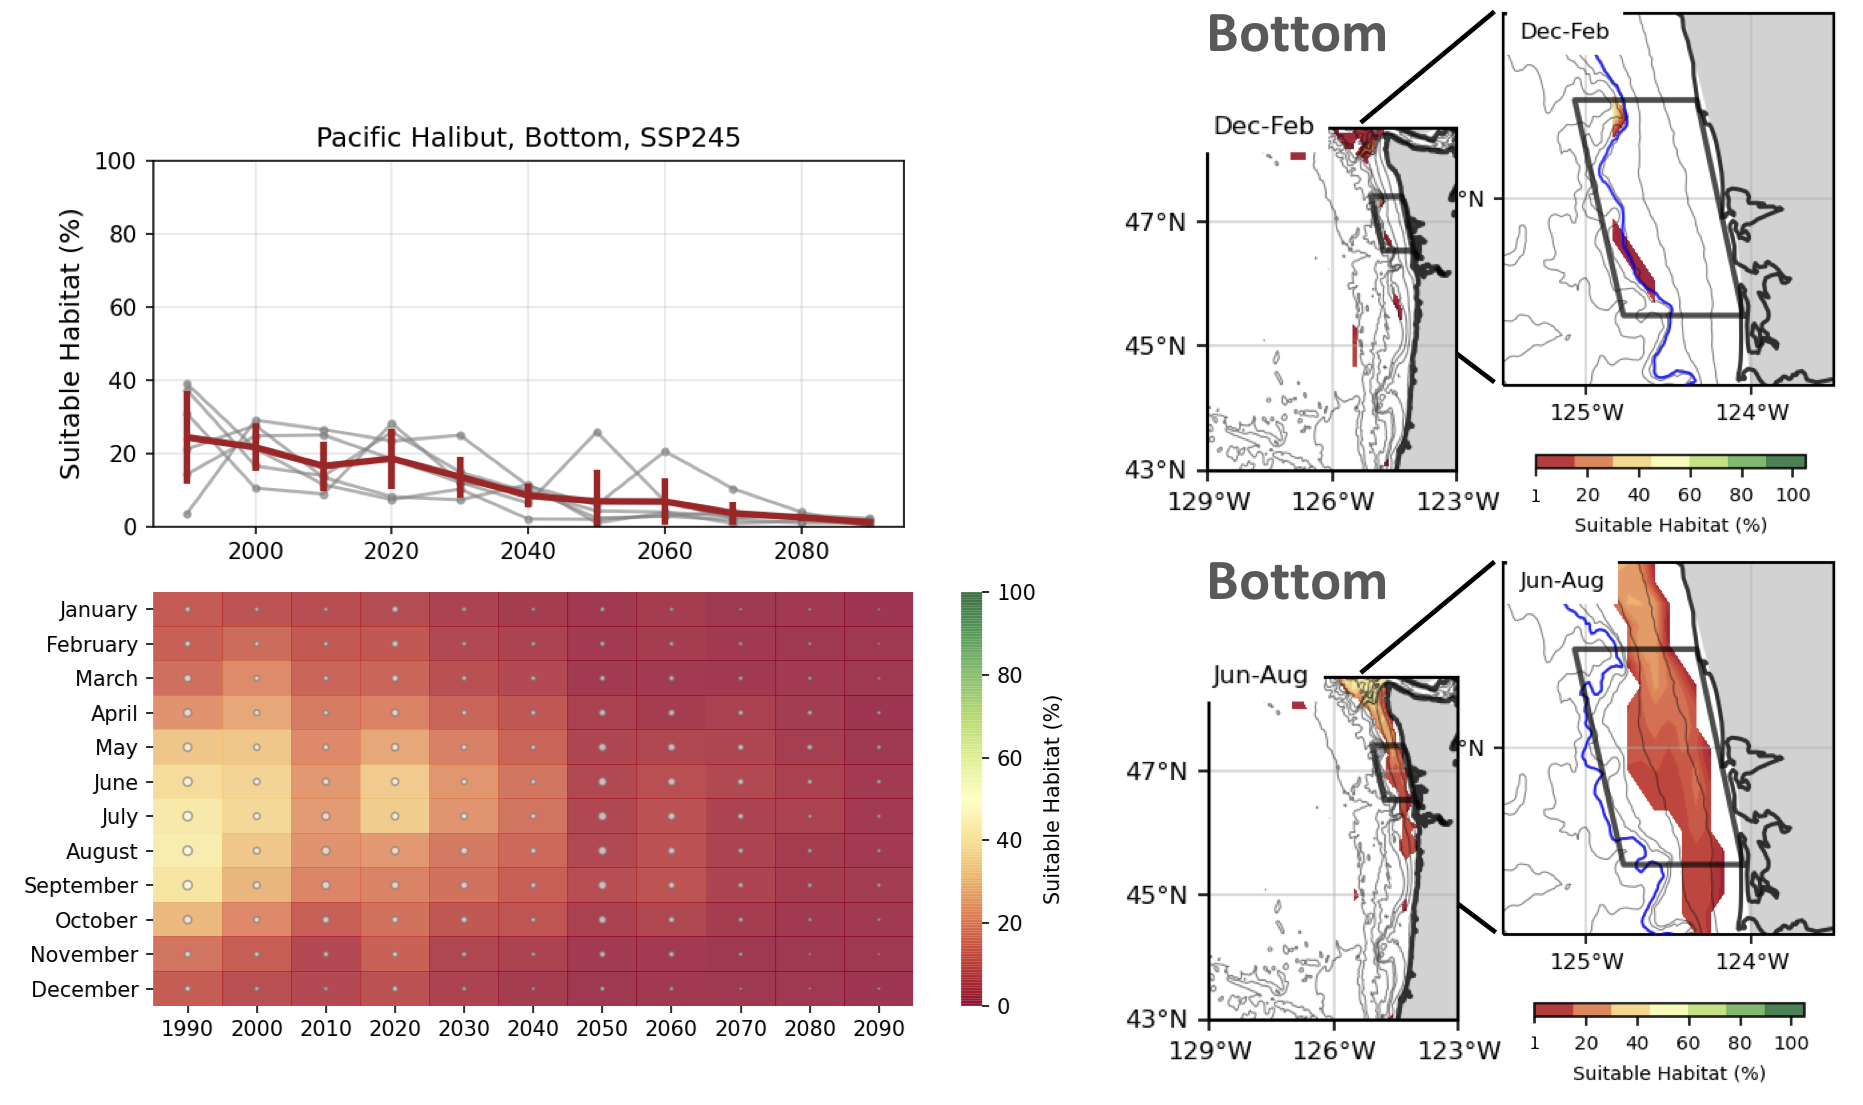 Pacific Halibut, Bottom, SSP245
100
80
60
40
20
0
Suitable Habitat (%)
2000
2020
2040
2060
2080
January
February
March
April
May
June
July
August
September
October
November
December
1990
2000
2010
2020
2030
2040
2050
2060
2070
2080
2090
100
80
60
40
20
0
Suitable Habitat (%)
Bottom
Dec-Feb
47°N
45°N
43°N
129°W
126°W
123°W
Dec-Feb
°N
125°W
124°W
1
20
40
60
80
100
Suitable Habitat (%)
Bottom
Jun-Aug
47°N
45°N
43°N
129°W
126°W
123°W
Jun-Aug
°N
125°W
124°W
1
20
40
60
80
100
Suitable Habitat (%)